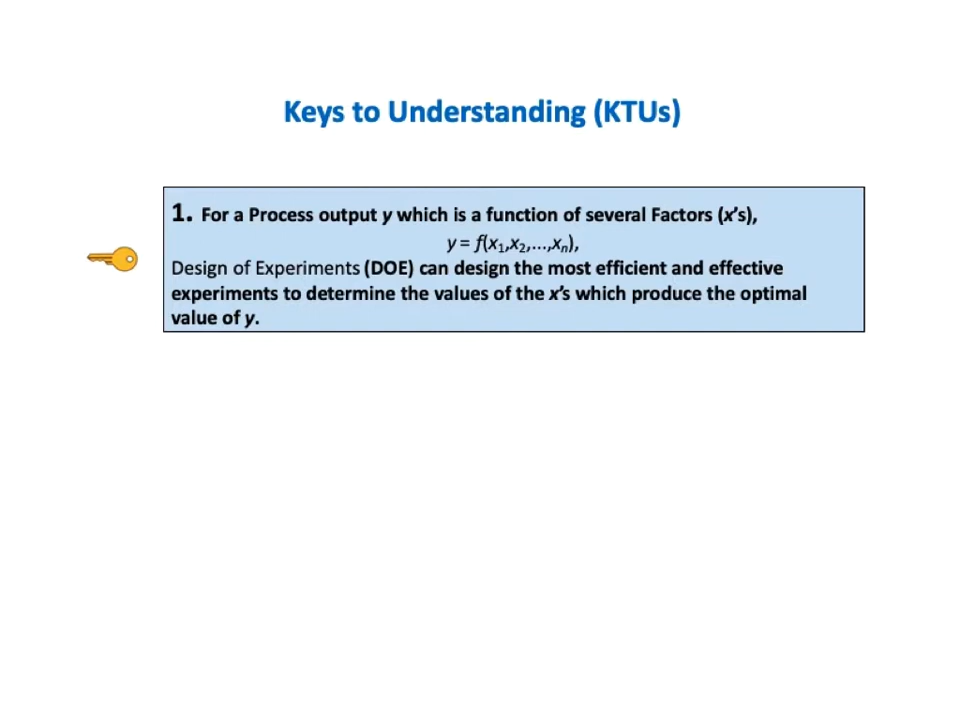 Keys to Understanding (KTUs)
1. For a Process output y which is a function of several Factors (x's),
y = f(x₁,x₂,...,xₙ),
Design of Experiments (DOE) can design the most efficient and effective
experiments to determine the values of the x's which produce the optimal
value of y.